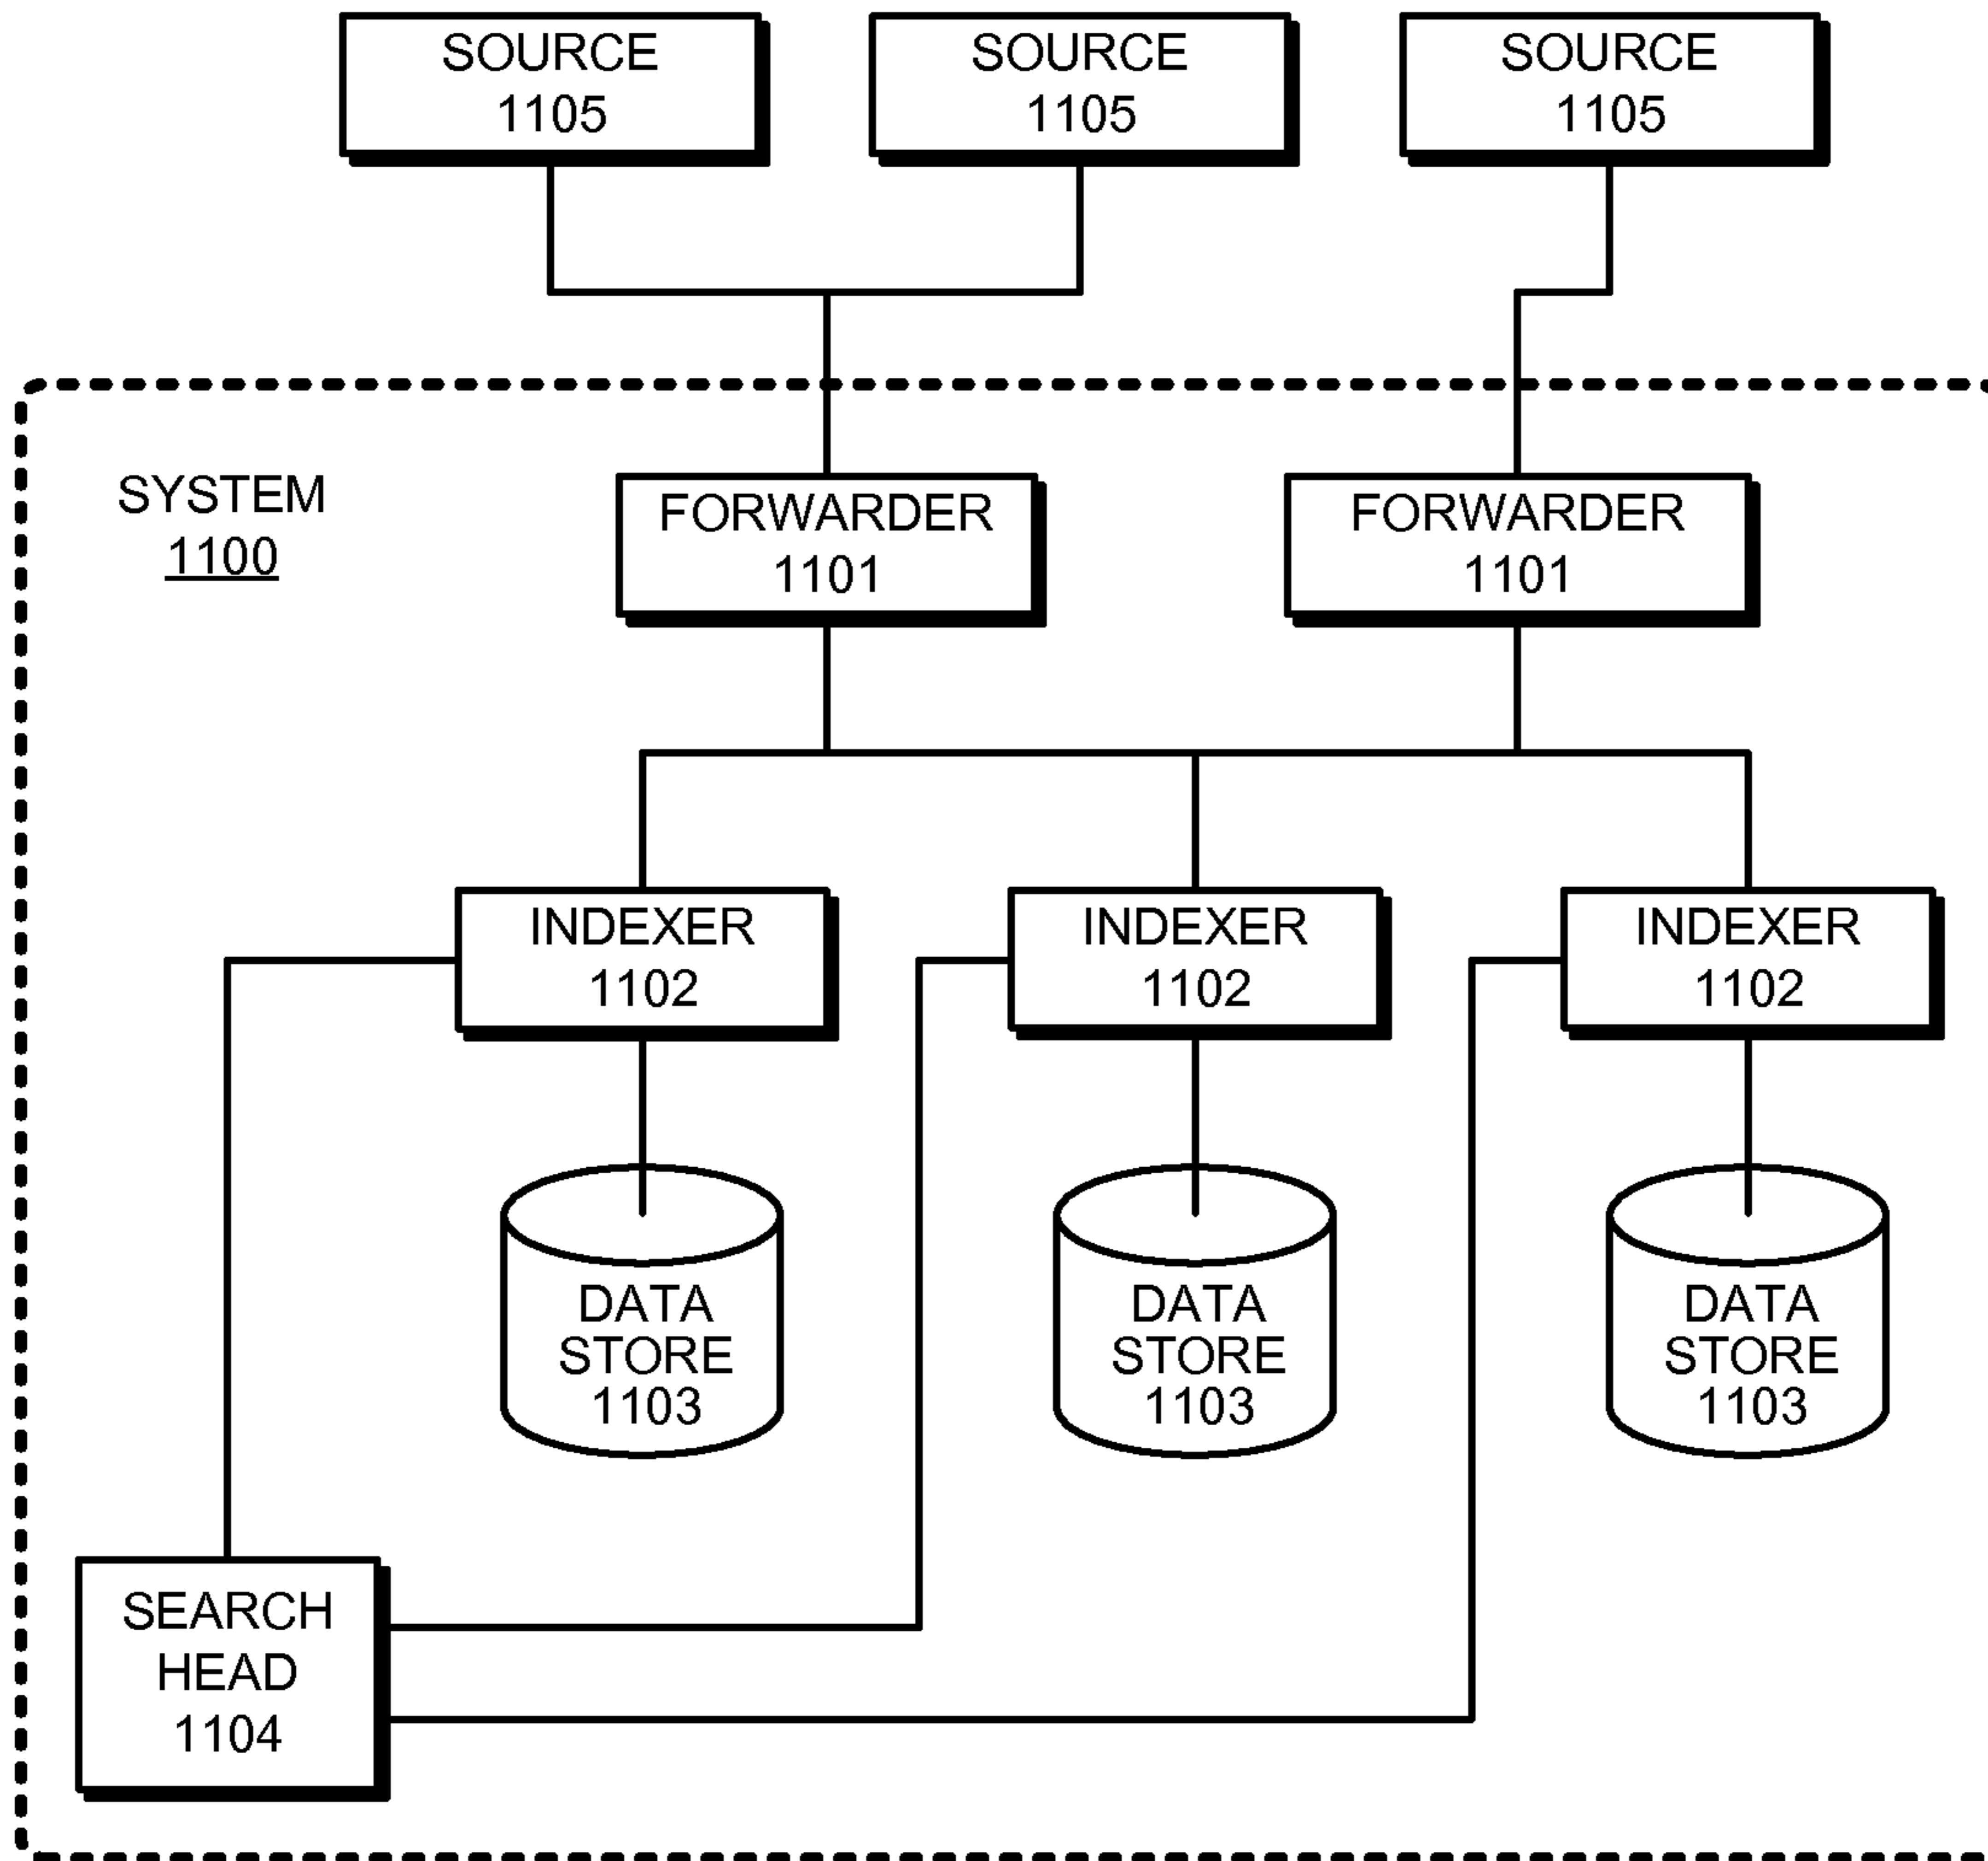 SOURCE
1105
SOURCE
1105
SOURCE
1105
SYSTEM
1100
FORWARDER
1101
FORWARDER
1101
INDEXER
1102
INDEXER
1102
INDEXER
1102
DATA
STORE
1103
DATA
STORE
1103
DATA
STORE
1103
SEARCH
HEAD
1104